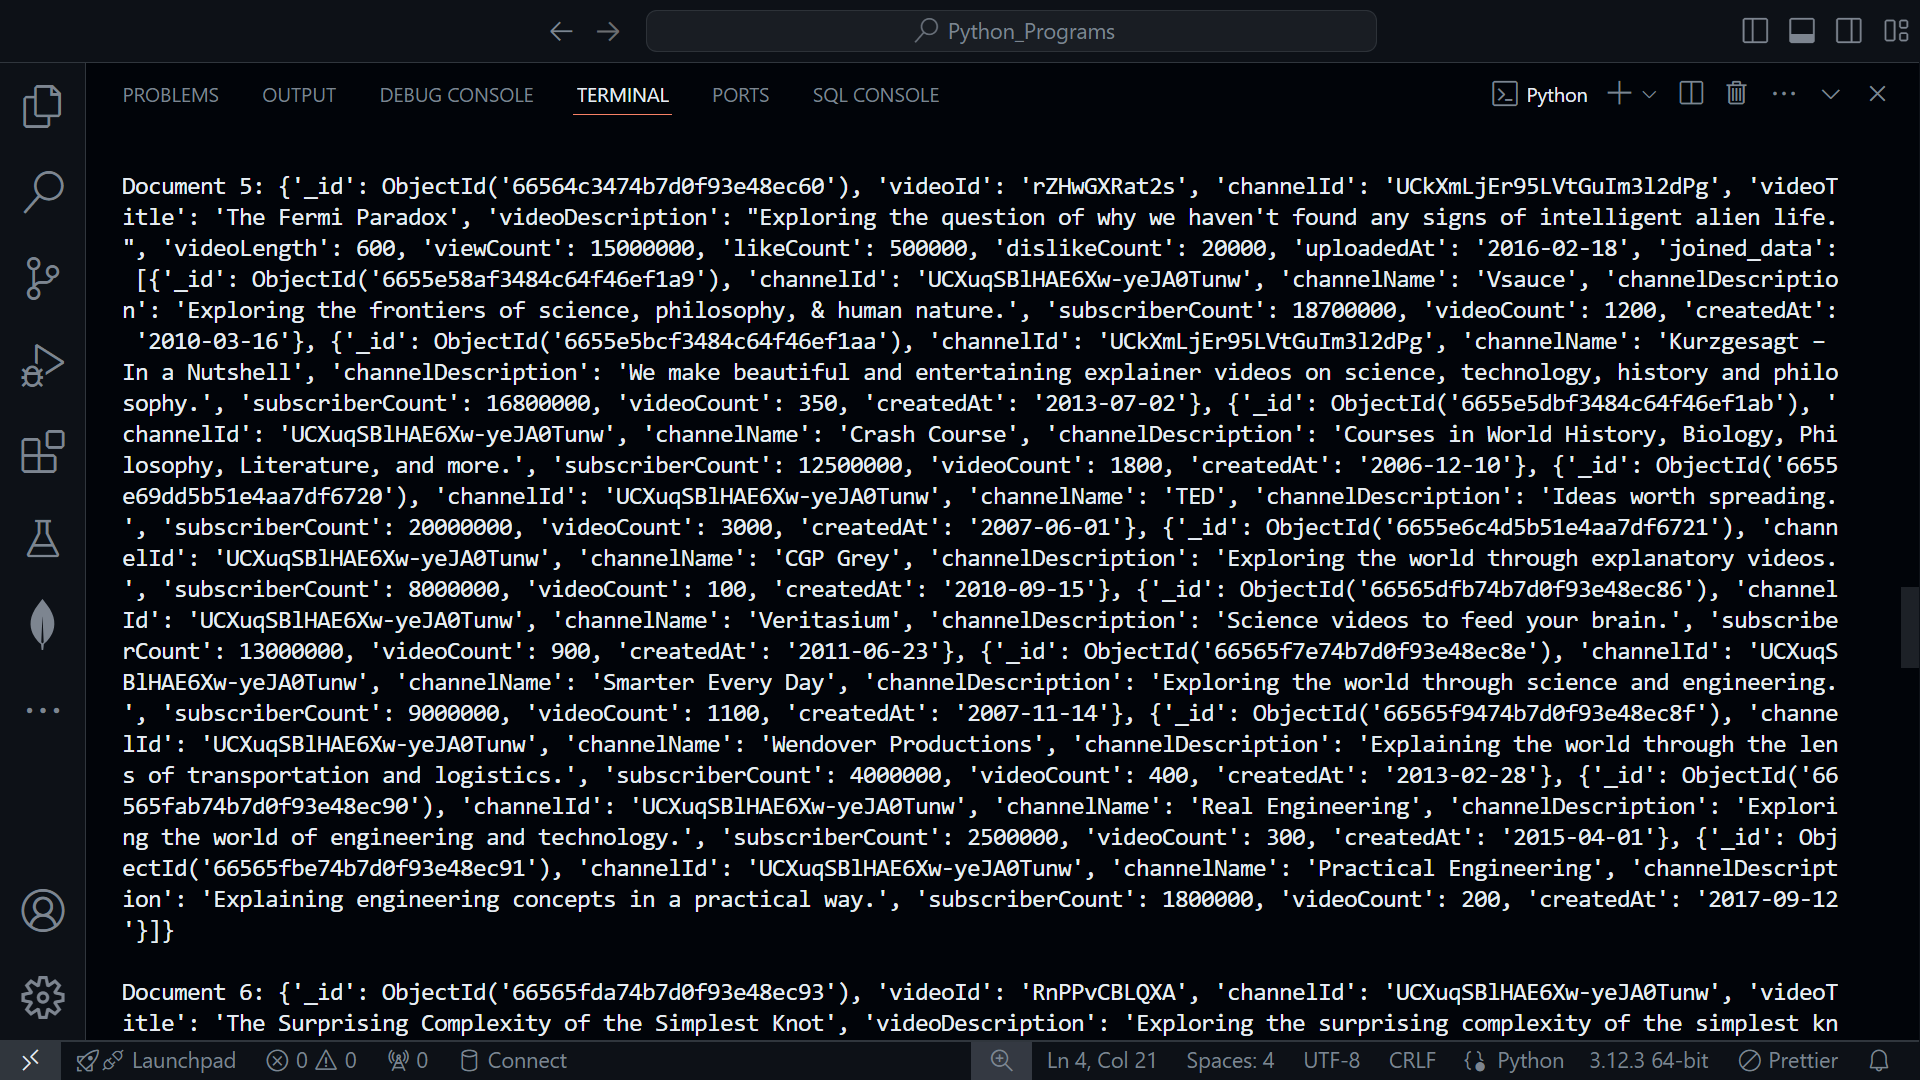 Python_Programs
PROBLEMS OUTPUT DEBUG CONSOLE TERMINAL PORTS SQL CONSOLE Python
Document 5: {'_id': ObjectId('66564c3474b7d0f93e48ec60'), 'videoId': 'rZHwGXRat2s', 'channelId': 'UCkXmLjEr95LVtGuIm3l2dPg', 'videoT
itle': 'The Fermi Paradox', 'videoDescription': "Exploring the question of why we haven't found any signs of intelligent alien life.
", 'videoLength': 600, 'viewCount': 15000000, 'likeCount': 500000, 'dislikeCount': 20000, 'uploadedAt': '2016-02-18', 'joined_data':
[{'_id': ObjectId('6655e58af3484c64f46ef1a9'), 'channelId': 'UCXuqSBlHAE6Xw-yeJA0Tunw', 'channelName': 'Vsauce', 'channelDescriptio
n': 'Exploring the frontiers of science, philosophy, & human nature.', 'subscriberCount': 18700000, 'videoCount': 1200, 'createdAt':
'2010-03-16'}, {'_id': ObjectId('6655e5bcf3484c64f46ef1aa'), 'channelId': 'UCkXmLjEr95LVtGuIm3l2dPg', 'channelName': 'Kurzgesagt –
In a Nutshell', 'channelDescription': 'We make beautiful and entertaining explainer videos on science, technology, history and philo
sophy.', 'subscriberCount': 16800000, 'videoCount': 350, 'createdAt': '2013-07-02'}, {'_id': ObjectId('6655e5dbf3484c64f46ef1ab'), '
channelId': 'UCXuqSBlHAE6Xw-yeJA0Tunw', 'channelName': 'Crash Course', 'channelDescription': 'Courses in World History, Biology, Phi
losophy, Literature, and more.', 'subscriberCount': 12500000, 'videoCount': 1800, 'createdAt': '2006-12-10'}, {'_id': ObjectId('6655
e69dd5b51e4aa7df6720'), 'channelId': 'UCXuqSBlHAE6Xw-yeJA0Tunw', 'channelName': 'TED', 'channelDescription': 'Ideas worth spreading.
', 'subscriberCount': 20000000, 'videoCount': 3000, 'createdAt': '2007-06-01'}, {'_id': ObjectId('6655e6c4d5b51e4aa7df6721'), 'chann
elId': 'UCXuqSBlHAE6Xw-yeJA0Tunw', 'channelName': 'CGP Grey', 'channelDescription': 'Exploring the world through explanatory videos.
', 'subscriberCount': 8000000, 'videoCount': 100, 'createdAt': '2010-09-15'}, {'_id': ObjectId('66565dfb74b7d0f93e48ec86'), 'channel
Id': 'UCXuqSBlHAE6Xw-yeJA0Tunw', 'channelName': 'Veritasium', 'channelDescription': 'Science videos to feed your brain.', 'subscribe
rCount': 13000000, 'videoCount': 900, 'createdAt': '2011-06-23'}, {'_id': ObjectId('66565f7e74b7d0f93e48ec8e'), 'channelId': 'UCXuqS
BlHAE6Xw-yeJA0Tunw', 'channelName': 'Smarter Every Day', 'channelDescription': 'Exploring the world through science and engineering.
', 'subscriberCount': 9000000, 'videoCount': 1100, 'createdAt': '2007-11-14'}, {'_id': ObjectId('66565f9474b7d0f93e48ec8f'), 'channe
lId': 'UCXuqSBlHAE6Xw-yeJA0Tunw', 'channelName': 'Wendover Productions', 'channelDescription': 'Explaining the world through the len
s of transportation and logistics.', 'subscriberCount': 4000000, 'videoCount': 400, 'createdAt': '2013-02-28'}, {'_id': ObjectId('66
565fab74b7d0f93e48ec90'), 'channelId': 'UCXuqSBlHAE6Xw-yeJA0Tunw', 'channelName': 'Real Engineering', 'channelDescription': 'Explori
ng the world of engineering and technology.', 'subscriberCount': 2500000, 'videoCount': 300, 'createdAt': '2015-04-01'}, {'_id': Obj
ectId('66565fbe74b7d0f93e48ec91'), 'channelId': 'UCXuqSBlHAE6Xw-yeJA0Tunw', 'channelName': 'Practical Engineering', 'channelDescript
ion': 'Explaining engineering concepts in a practical way.', 'subscriberCount': 1800000, 'videoCount': 200, 'createdAt': '2017-09-12
'}]}
Document 6: {'_id': ObjectId('66565fda74b7d0f93e48ec93'), 'videoId': 'RnPPvCBLQXA', 'channelId': 'UCXuqSBlHAE6Xw-yeJA0Tunw', 'videoT
itle': 'The Surprising Complexity of the Simplest Knot', 'videoDescription': 'Exploring the surprising complexity of the simplest kn
Launchpad 0 0 0 Connect Ln 4, Col 21 Spaces: 4 UTF-8 CRLF Python 3.12.3 64-bit Prettier